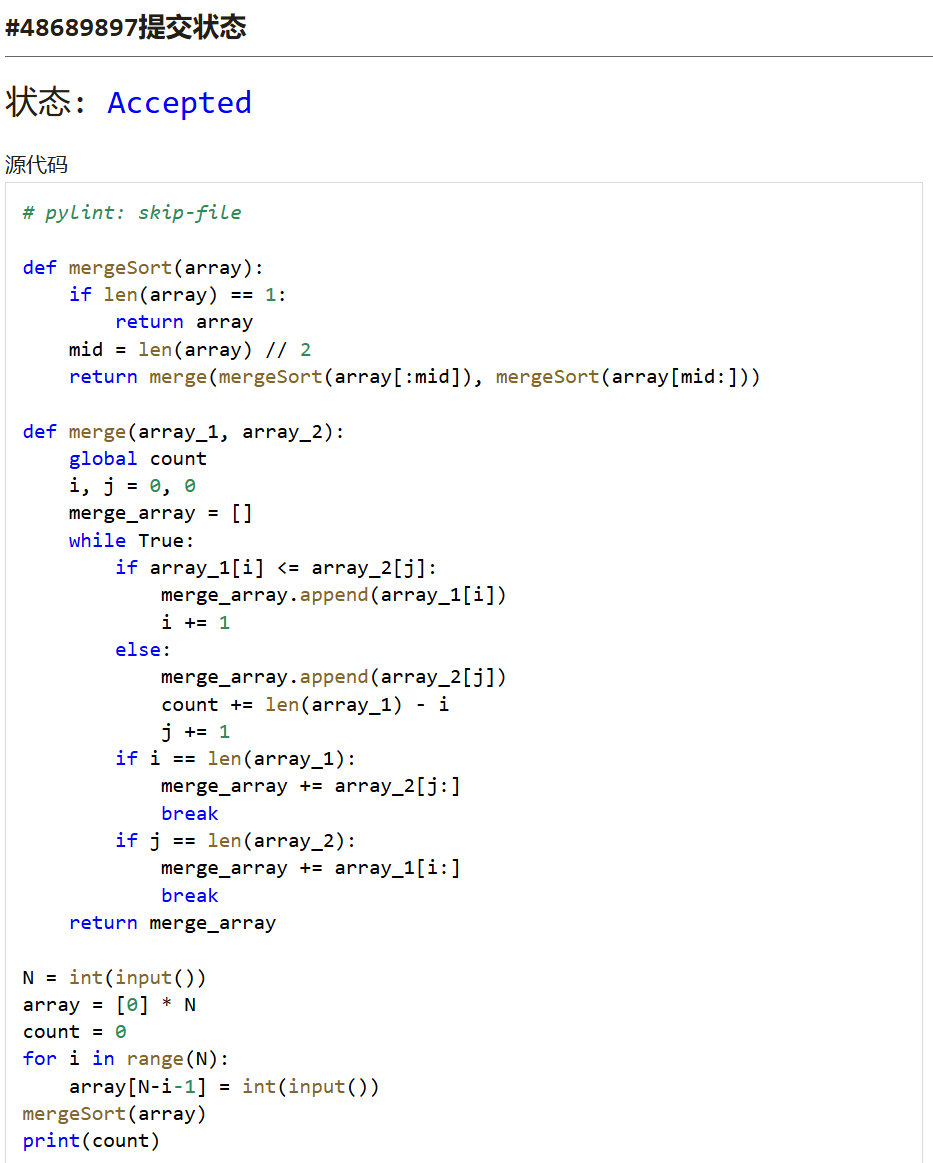 #48689897提交状态
状态: Accepted
源代码
# pylint: skip-file
def mergeSort(array):
    if len(array) == 1:
        return array
    mid = len(array) // 2
    return merge(mergeSort(array[:mid]), mergeSort(array[mid:]))
def merge(array_1, array_2):
    global count
    i, j = 0, 0
    merge_array = []
    while True:
        if array_1[i] <= array_2[j]:
            merge_array.append(array_1[i])
            i += 1
        else:
            merge_array.append(array_2[j])
            count += len(array_1) - i
            j += 1
        if i == len(array_1):
            merge_array += array_2[j:]
            break
        if j == len(array_2):
            merge_array += array_1[i:]
            break
    return merge_array
N = int(input())
array = [0] * N
count = 0
for i in range(N):
    array[N-i-1] = int(input())
mergeSort(array)
print(count)